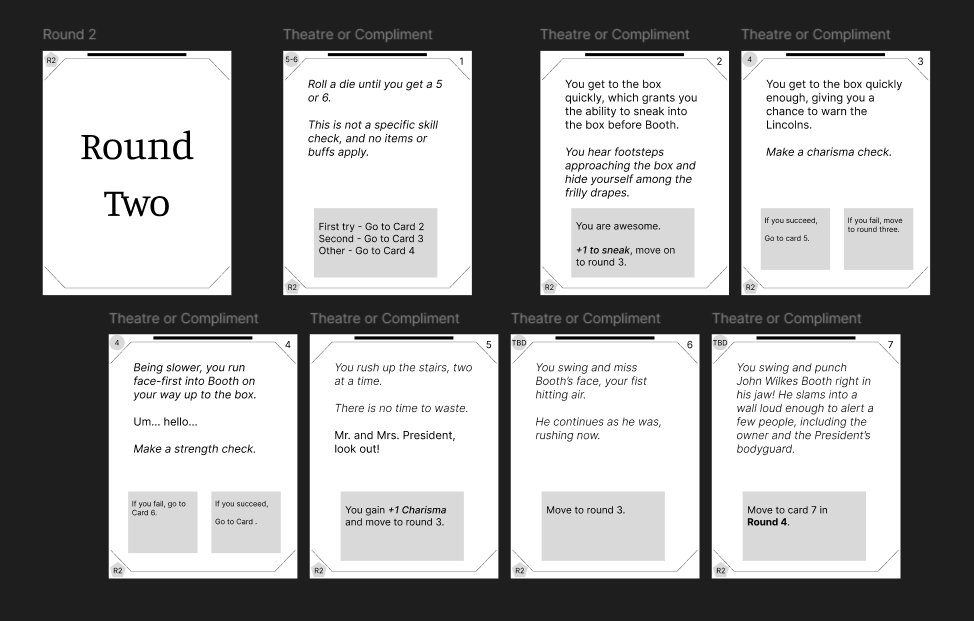 Round 2
R2
Round
Two
Theatre or Compliment
5-6
1
Roll a die until you get a 5
or 6.
This is not a specific skill
check, and no items or
buffs apply.
First try - Go to Card 2
Second - Go to Card 3
Other - Go to Card 4
R2
Theatre or Compliment
2
You get to the box
quickly, which grants you
the ability to sneak into
the box before Booth.
You hear footsteps
approaching the box and
hide yourself among the
frilly drapes.
You are awesome.
+1 to sneak, move on
to round 3.
R2
Theatre or Compliment
4
3
You get to the box quickly
enough, giving you a
chance to warn the
Lincolns.
Make a charisma check.
If you succeed,
Go to card 5.
If you fail, move
to round three.
R2
Theatre or Compliment
4
4
Being slower, you run
face-first into Booth on
your way up to the box.
Um... hello...
Make a strength check.
If you fail, go to
Card 6.
If you succeed,
Go to Card .
R2
Theatre or Compliment
5
You rush up the stairs, two
at a time.
There is no time to waste.
Mr. and Mrs. President,
look out!
You gain +1 Charisma
and move to round 3.
R2
Theatre or Compliment
TBD
6
You swing and miss
Booth's face, your fist
hitting air.
He continues as he was,
rushing now.
Move to round 3.
R2
Theatre or Compliment
TBD
7
You swing and punch
John Wilkes Booth right in
his jaw! He slams into a
wall loud enough to alert a
few people, including the
owner and the President's
bodyguard.
Move to card 7 in
Round 4.
R2